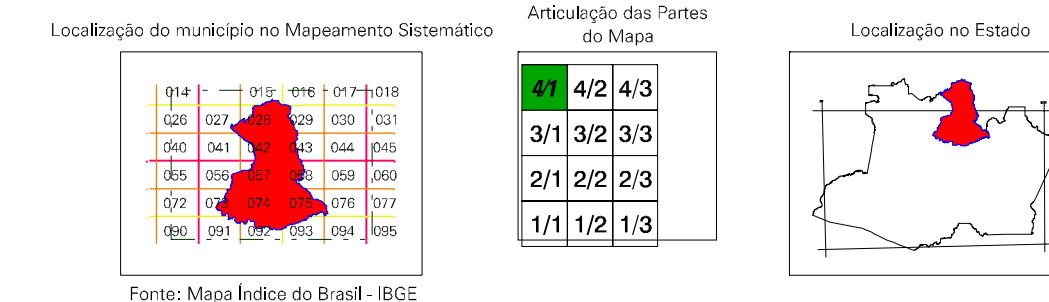 Localização do município no Mapeamento Sistemático
014 015 016 017 018
026 027 028 029 030 031
040 041 042 043 044 045
055 056 057 058 059 060
072 073 074 075 076 077
090 091 092 093 094 095
Fonte: Mapa Índice do Brasil - IBGE
Articulação das Partes
do Mapa
4/1 4/2 4/3
3/1 3/2 3/3
2/1 2/2 2/3
1/1 1/2 1/3
Localização no Estado